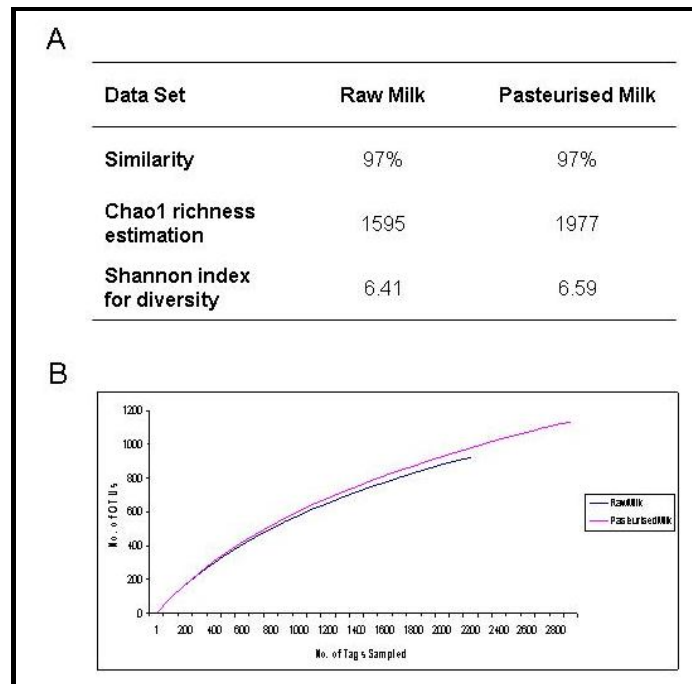 A
Data Set Raw Milk Pasteurised Milk
Similarity 97% 97%
Chao1 richness
estimation 1595 1977
Shannon index
for diversity 6.41 6.59
B
1200
1000
800
600
400
200
0
No. of OTUs
1 200 400 600 800 1000 1200 1400 1600 1800 2000 2200 2400 2600 2800
No. of Tags Sampled
RawMilk
PasteurisedMilk